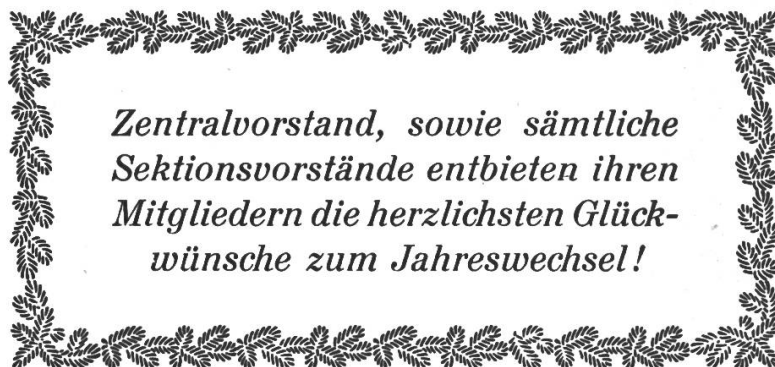 Zentralvorstand, sowie sämtliche
Sektionsvorstände entbieten ihren
Mitgliedern die herzlichsten Glück-
wünsche zum Jahreswechsel!